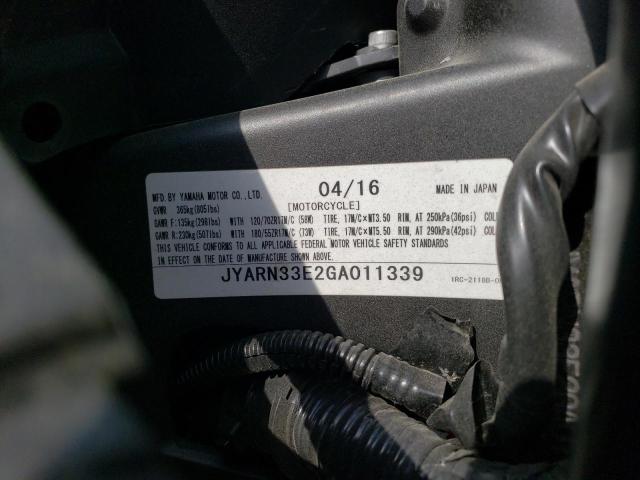 MFD. BY YAMAHA MOTOR CO., LTD. 04/16 MADE IN JAPAN
GVWR 365kg(805lbs) [MOTORCYCLE]
GAWR F:135kg(298lbs) WITH 120/70ZR17M/C (58W) TIRE, 17M/C×MT3.50 RIM, AT 250kPa(36psi) COL
GAWR R:230kg(507lbs) WITH 180/55ZR17M/C (73W) TIRE, 17M/C×MT5.50 RIM, AT 290kPa(42psi) COL
THIS VEHICLE CONFORMS TO ALL APPLICABLE FEDERAL MOTOR VEHICLE SAFETY STANDARDS
IN EFFECT ON THE DATE OF MANUFACTURE SHOWN ABOVE.
JYARN33E2GA011339 1RC-2118B-0